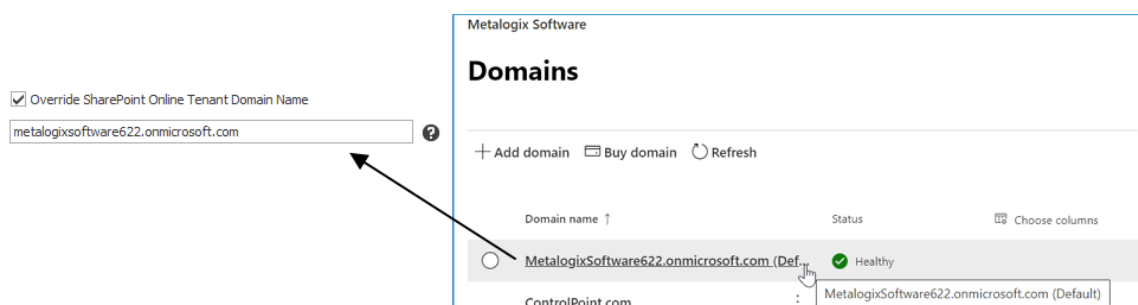 Metalogix Software
Domains
Override SharePoint Online Tenant Domain Name
metalogixsoftware622.onmicrosoft.com
?
Add domain Buy domain Refresh
Domain name ↑ Status Choose columns
MetalogixSoftware622.onmicrosoft.com (Def... Healthy
ControlPoint.com
MetalogixSoftware622.onmicrosoft.com (Default)